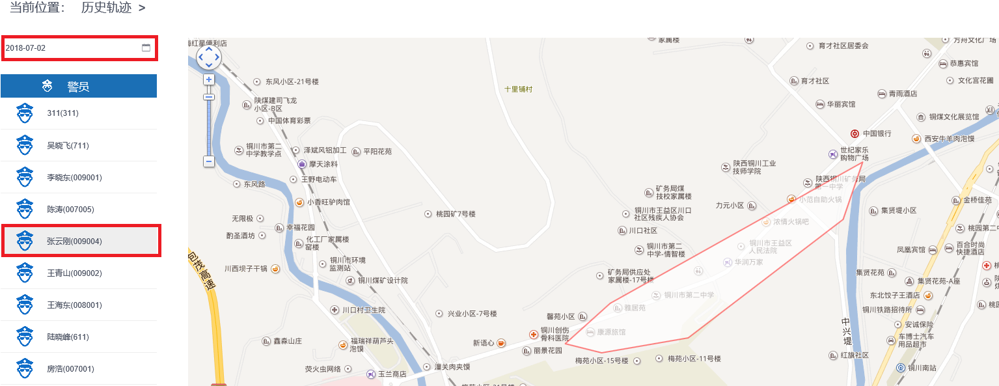 当前位置： 历史轨迹 >
2018-07-02
警员
311(311)
吴晓飞(711)
李晓东(009001)
陈涛(007005)
张云刚(009004)
王青山(009002)
王海东(008001)
陆晓峰(611)
房浩(007001)
红星便利店
东风小区-21号楼
陕煤建司飞龙
小区-B区
中国体育彩票
铜川市第二
中学教学点
泽斌风铝加工
平阳花苑
摩天涂料
王野电动车
东风路
小香旺驴肉馆
无限极
幸福花园
酌圣酒坊
化工厂家属楼
窑楼
川西坝子干锅
铜川市环境
监测站
铜川煤矿设计院
包茂高速
川口村卫生院
鑫森山庄
福瑞祥葫芦头
泡馍
荧火虫网络
玉兰商店
潼关肉夹馍
梅苑小区-21号楼
十里铺村
桃园矿7号楼
兴业小区-7号楼
新语心
铜川创伤
骨科医院
丽景花园
馨苑小区
康源旅馆
雅居苑
铜川市第二中学
梅苑小区-15号楼
梅苑小区-11号楼
家属楼
矿务局煤
技校家属楼
铜川市王益区川口
社区残疾人协会
川口社区
铜川市第二
中学-情智楼
矿务局供应处
家属楼-17号楼
力元小区
陕西铜川工业
技师学院
陕西铜川矿务局
第一中学
小范自助火锅
浓情火锅吧
铜川市王益区
人民法院
华润万家
育才社区居委会
育才社区
华丽宾馆
青雨酒店
中国银行
世纪家乐
购物广场
方舟文化广场
恭惠宾馆
文化宫花圃
铜煤文化展览馆
西安牛羊肉泡馍
集贤堤小区
金桥佳苑
桃园第二
百合时尚
快捷酒店
凤凰宾馆
集贤花苑
集贤花苑-A座
东北饺子王酒店
铜川铁路招待所
安诚保险
车博士汽车
用品超市
中兴堤
红旗社区
铜川南站